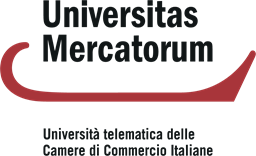 Universitas
Mercatorum
Università telematica delle
Camere di Commercio Italiane